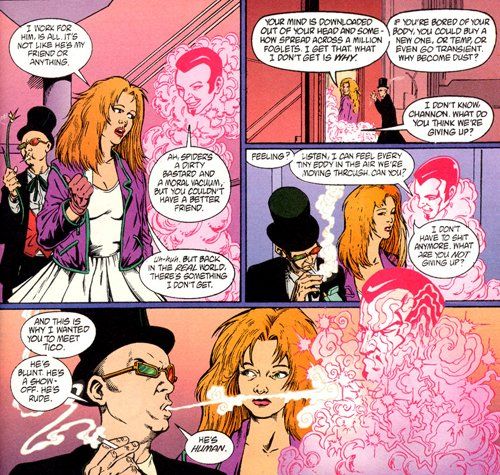 I WORK FOR
HIM, IS ALL. IT'S
NOT LIKE HE'S MY
FRIEND OR
ANYTHING.
AH, SPIDER'S
A DIRTY
BASTARD AND
A MORAL VACUUM,
BUT YOU COULDN'T
HAVE A BETTER
FRIEND.
UH-HUH. BUT BACK
IN THE REAL WORLD,
THERE'S SOMETHING
I DON'T GET.
YOUR MIND IS DOWNLOADED
OUT OF YOUR HEAD AND SOME-
HOW SPREAD ACROSS A MILLION
FOGLETS. I GET THAT. WHAT
I DON'T GET IS WHY.
IF YOU'RE BORED OF YOUR
BODY, YOU COULD BUY A
NEW ONE, OR TEMP, OR
EVEN GO TRANSIENT.
WHY BECOME DUST?
I DON'T KNOW,
CHANNON. WHAT DO
YOU THINK WE'RE
GIVING UP?
FEELING?
LISTEN, I CAN FEEL EVERY
TINY EDDY IN THE AIR WE'RE
MOVING THROUGH. CAN YOU?
I DON'T
HAVE TO SHIT
ANYMORE. WHAT
ARE YOU NOT
GIVING UP?
AND THIS IS
WHY I WANTED
YOU TO MEET
TICO.
HE'S
BLUNT. HE'S
A SHOW-
OFF. HE'S
RUDE.
HE'S
HUMAN.